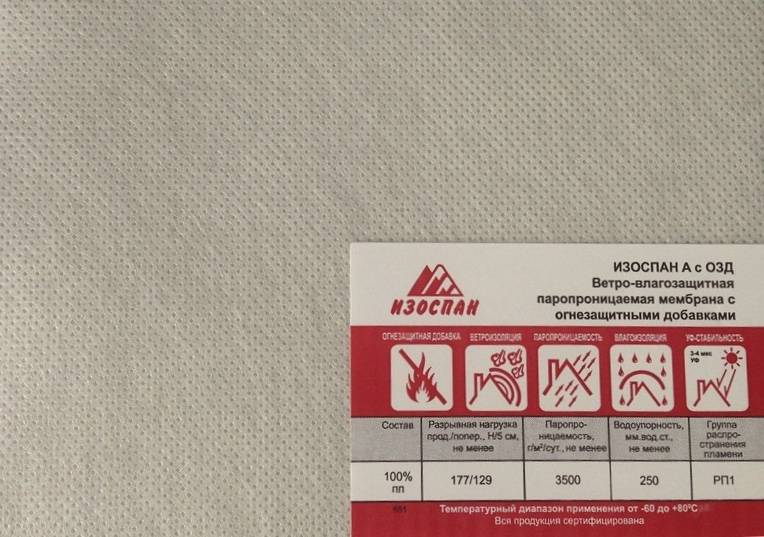 ИЗОСПАН
ИЗОСПАН А с ОЗД
Ветро-влагозащитная
паропроницаемая мембрана с
огнезащитными добавками
ОГНЕЗАЩИТНАЯ ДОБАВКА ВЕТРОИЗОЛЯЦИЯ ПАРОПРОНИЦАЕМОСТЬ ВЛАГОИЗОЛЯЦИЯ УФ-СТАБИЛЬНОСТЬ
3-4 мес
УФ
Состав
Разрывная нагрузка
прод./попер., Н/5 см,
не менее
Паропро-
ницаемость,
г/м²/сут., не менее
Водоупорность,
мм.вод.ст.,
не менее
Группа
распро-
странения
пламени
100%
пп
177/129
3500
250
РП1
Температурный диапазон применения от -60 до +80⁰С
Вся продукция сертифицирована